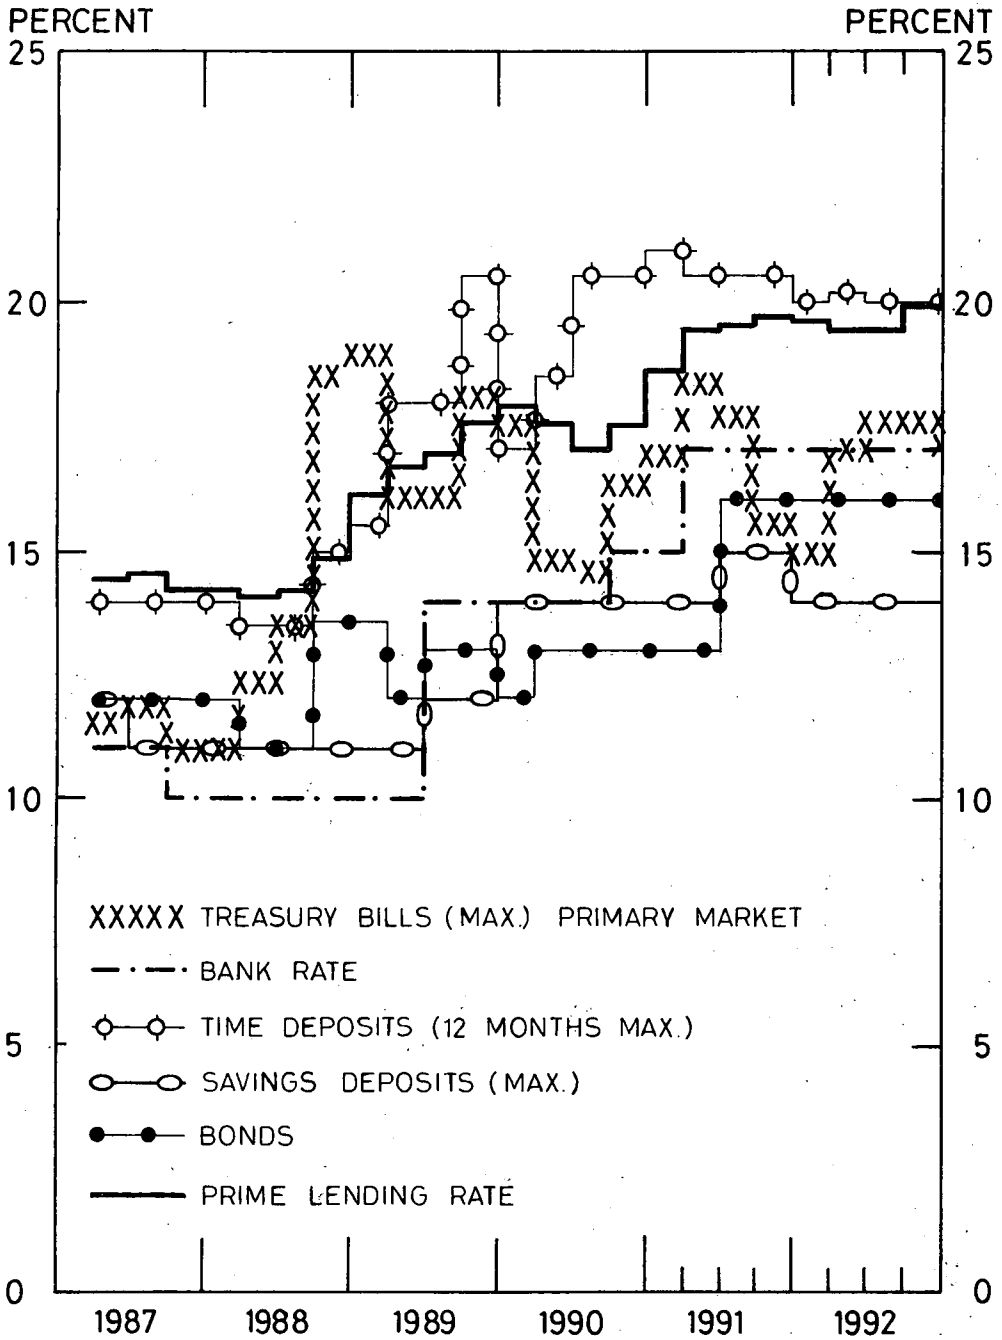 PERCENT PERCENT
25 25
20 20
15 15
10 10
XXXXX TREASURY BILLS (MAX.) PRIMARY MARKET
BANK RATE
TIME DEPOSITS (12 MONTHS MAX.)
5 5
SAVINGS DEPOSITS (MAX.)
BONDS
PRIME LENDING RATE
0 0
1987 1988 1989 1990 1991 1992